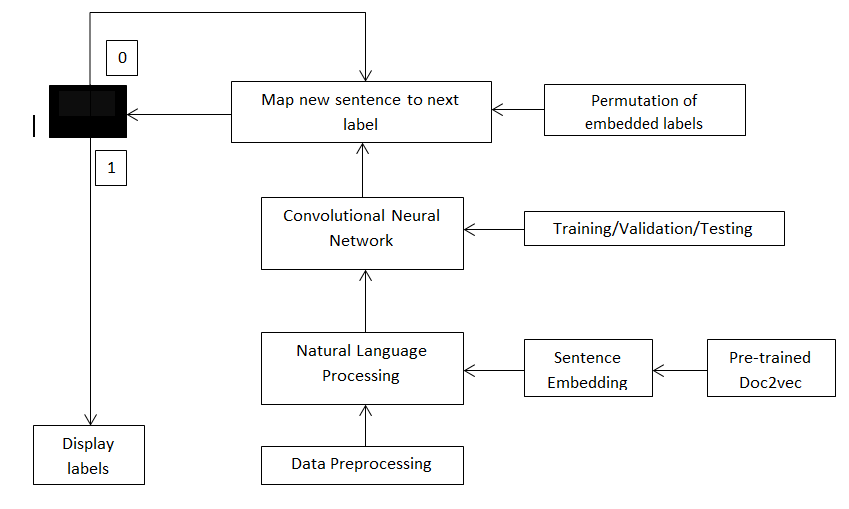 0
Map new sentence to next
label
Permutation of
embedded labels
1
Convolutional Neural
Network
Training/Validation/Testing
Natural Language
Processing
Sentence
Embedding
Pre-trained
Doc2vec
Display
labels
Data Preprocessing